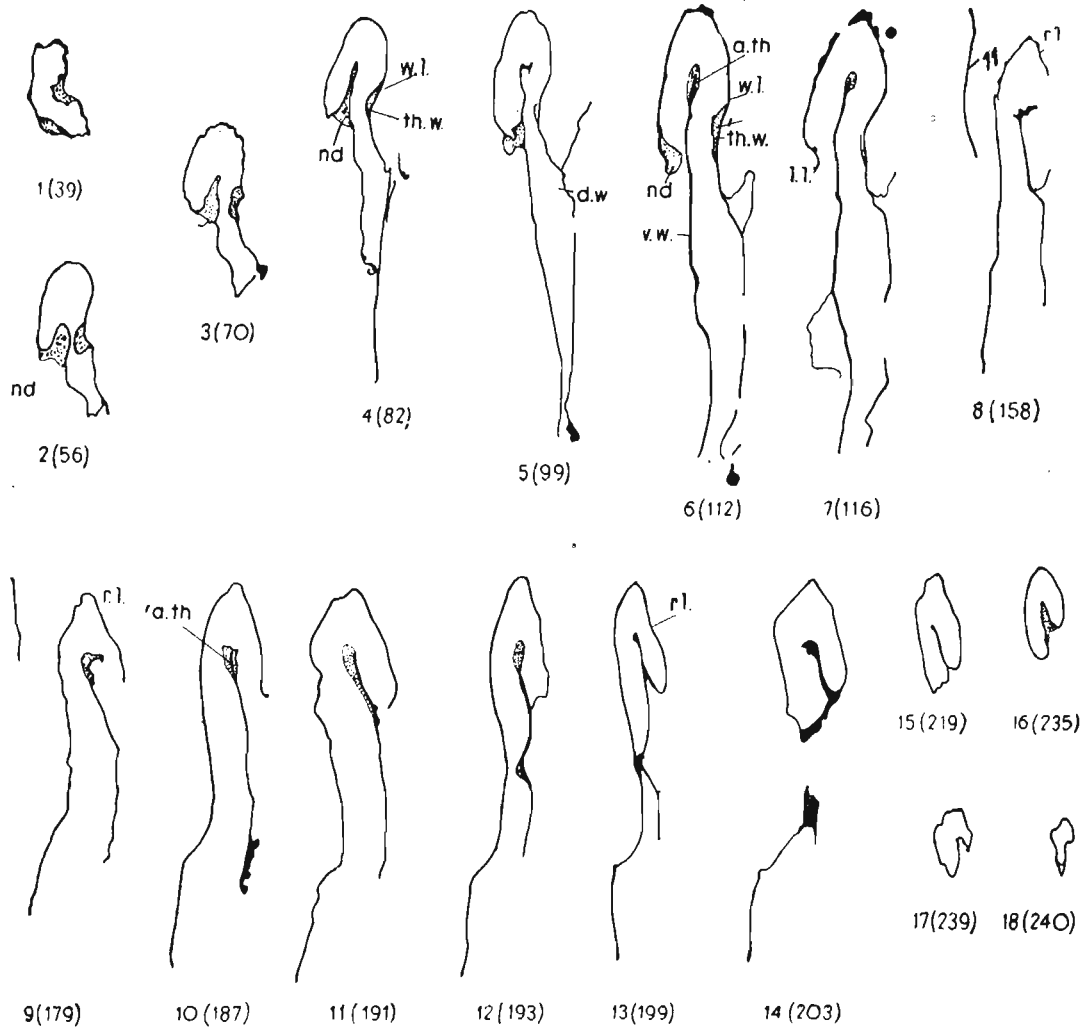 1 (39)
nd
2 (56)
3 (70)
w.l.
th.w.
nd
4 (82)
d.w
5 (99)
a.th
w.l.
th.w.
nd
v.w.
6 (112)
l.l.
7 (116)
r l
8 (158)
r.l.
9 (179)
a.th
10 (187)
11 (191)
12 (193)
r l.
13 (199)
14 (203)
15 (219)
16 (235)
17 (239)
18 (240)